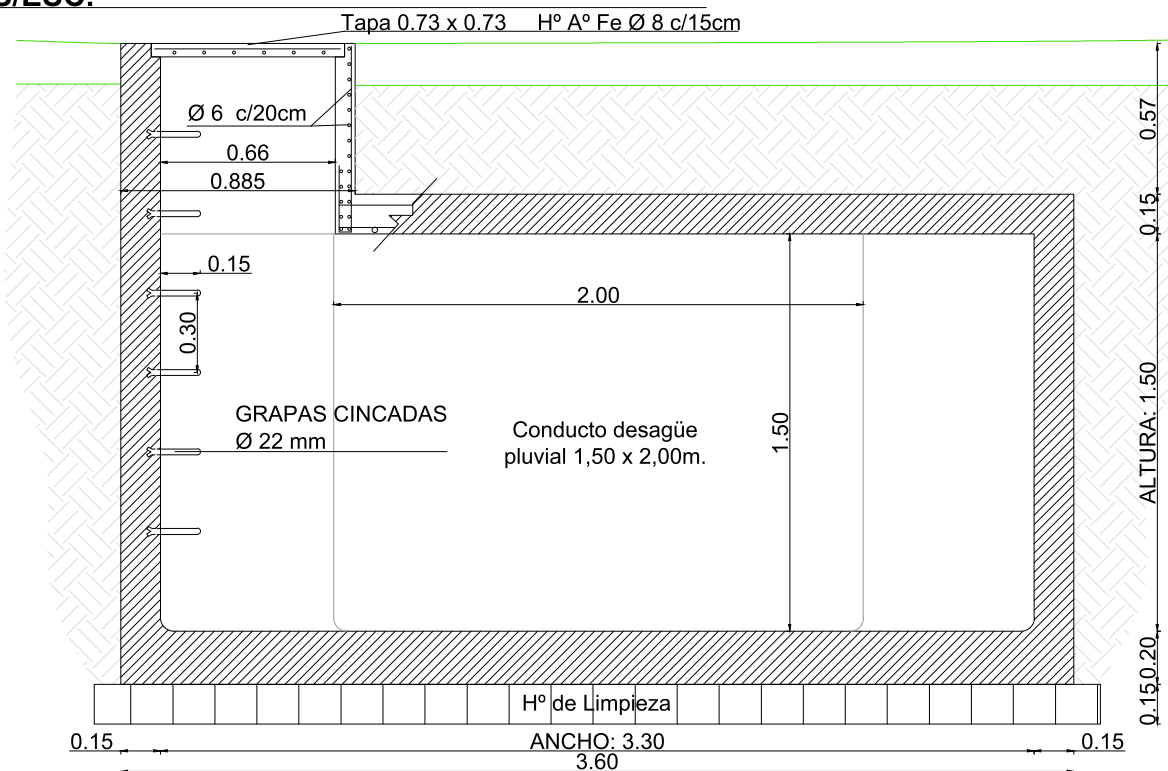 Tapa 0.73 x 0.73 Hº Aº Fe Ø 8 c/15cm
Ø 6 c/20cm
0.66
0.885
0.57
0.15
0.15
2.00
0.30
GRAPAS CINCADAS
Ø 22 mm
Conducto desagüe
pluvial 1,50 x 2,00m.
1.50
ALTURA: 1.50
0.20
0.15
Hº de Limpieza
0.15
ANCHO: 3.30
0.15
3.60